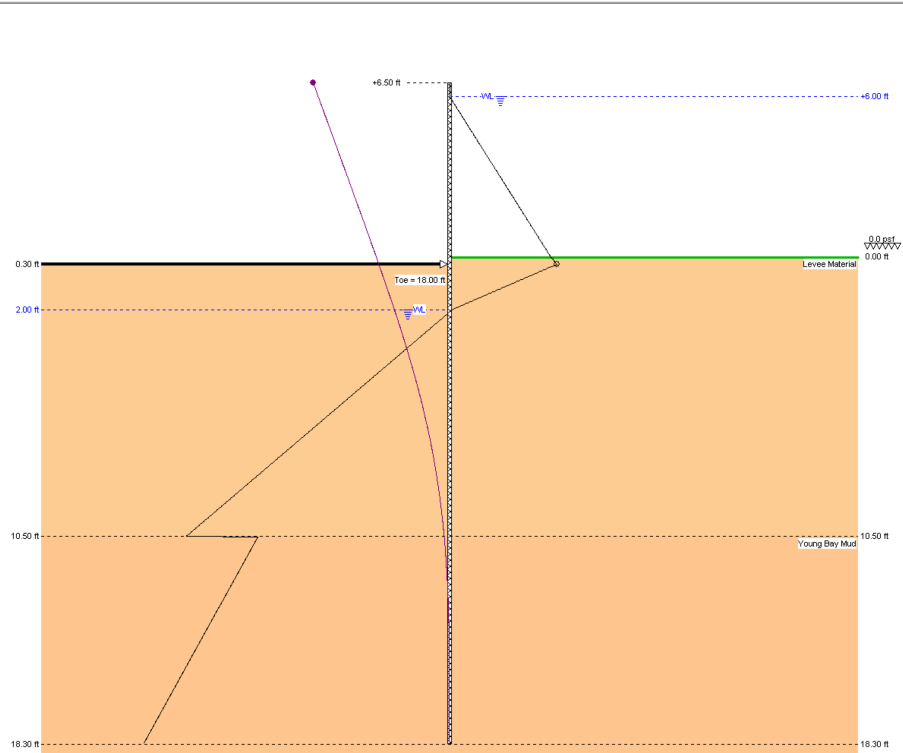 +6.50 ft
WL
+6.00 ft
0.0 psf
0.00 ft
0.30 ft
Levee Material
Toe = 18.00 ft
2.00 ft
WL
10.50 ft
10.50 ft
Young Bay Mud
18.30 ft
18.30 ft